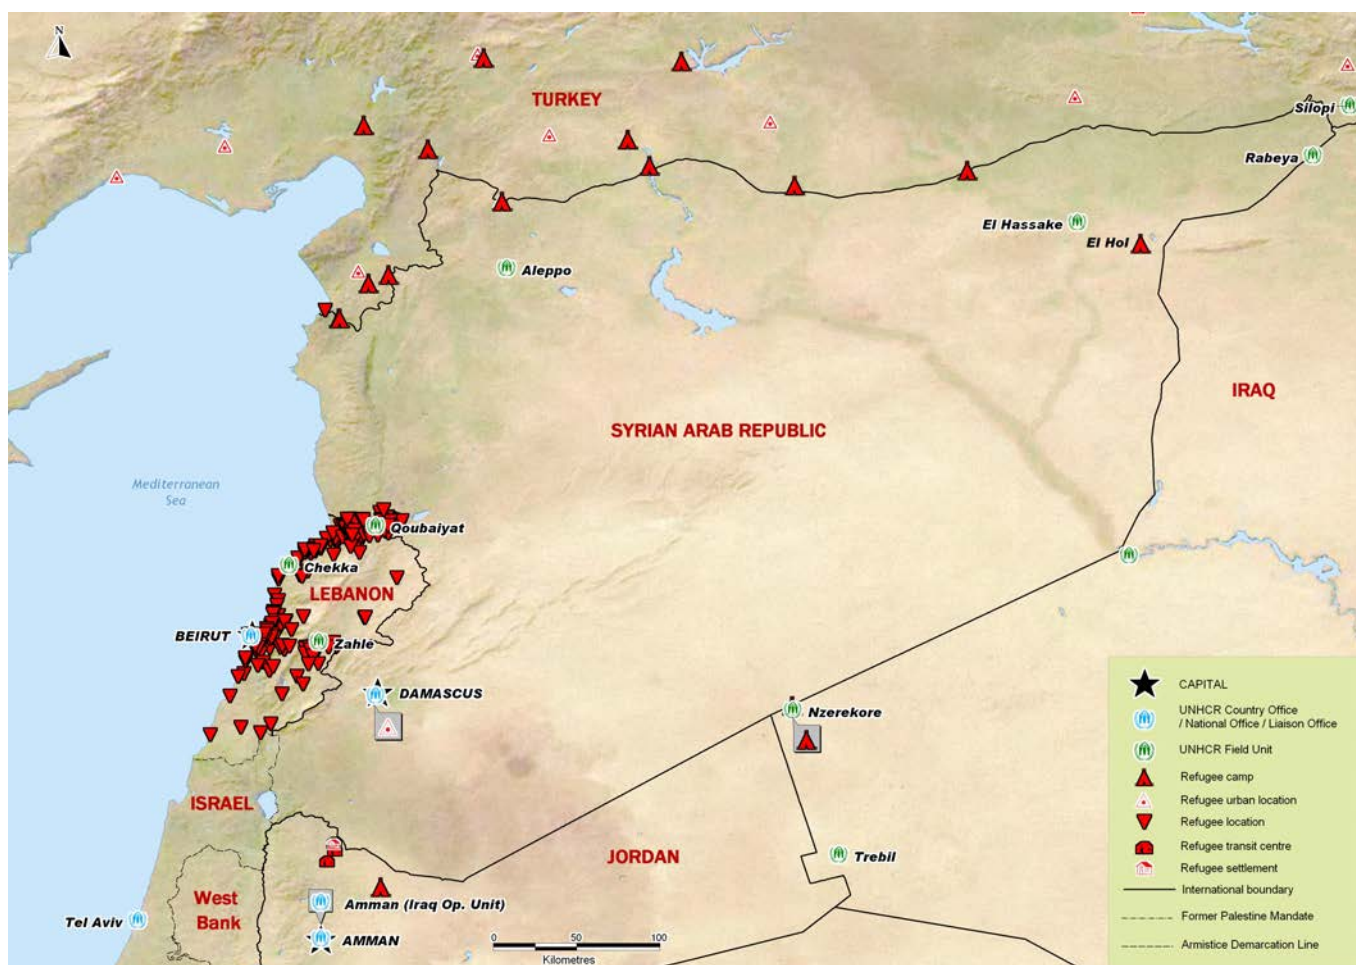 N
TURKEY
Silopi
Rabeya
El Hassake
El Hol
Aleppo
IRAQ
SYRIAN ARAB REPUBLIC
Mediterranean
Sea
Qoubaiyat
Chekka
LEBANON
BEIRUT
Zahle
DAMASCUS
Nzerekore
ISRAEL
JORDAN
Trebil
West
Bank
Tel Aviv
Amman (Iraq Op. Unit)
AMMAN
0 50 100
Kilometres
CAPITAL
UNHCR Country Office
/ National Office / Liaison Office
UNHCR Field Unit
Refugee camp
Refugee urban location
Refugee location
Refugee transit centre
Refugee settlement
International boundary
Former Palestine Mandate
Armistice Demarcation Line